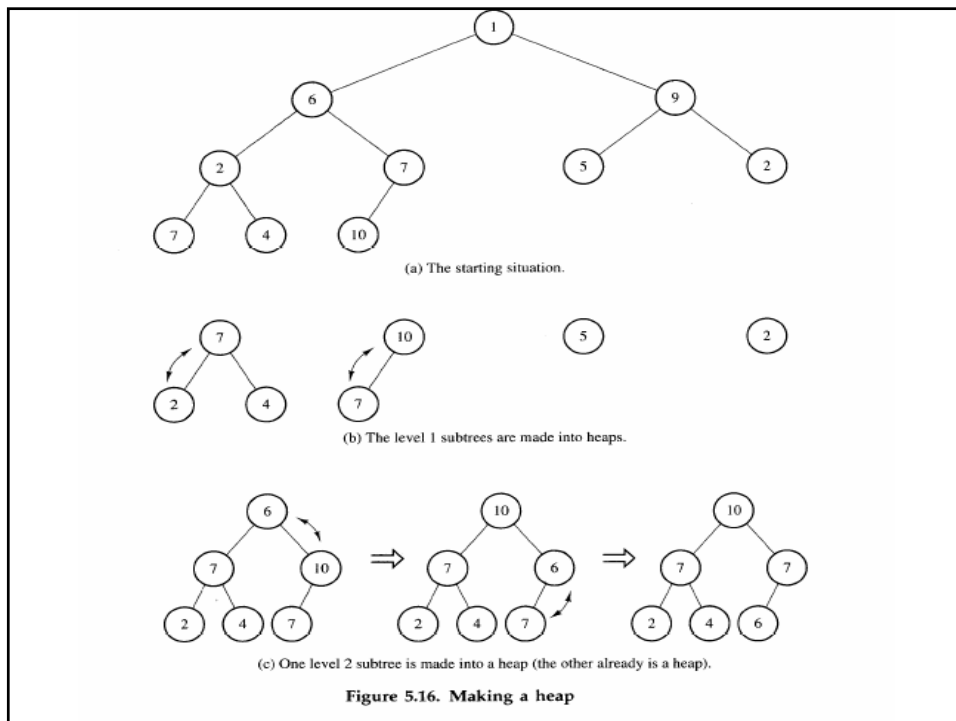 1
6 9
2 7 5 2
7 4 10
(a) The starting situation.
7 10 5 2
2 4 7
(b) The level 1 subtrees are made into heaps.
6 10 10
7 10 7 6 7 7
2 4 7 2 4 7 2 4 6
(c) One level 2 subtree is made into a heap (the other already is a heap).
Figure 5.16. Making a heap